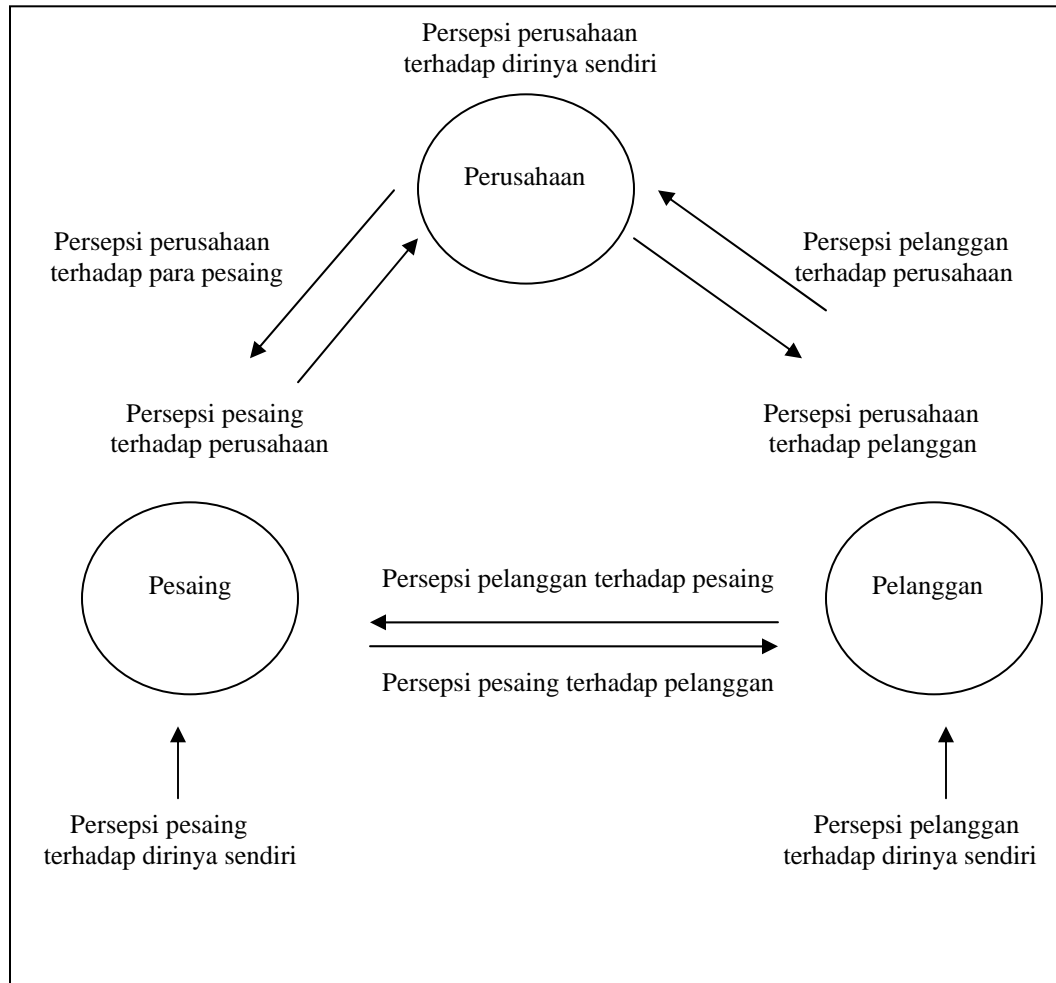 Persepsi perusahaan
terhadap dirinya sendiri
Perusahaan
Persepsi perusahaan
terhadap para pesaing
Persepsi pelanggan
terhadap perusahaan
Persepsi pesaing
terhadap perusahaan
Persepsi perusahaan
terhadap pelanggan
Pesaing
Persepsi pelanggan terhadap pesaing
Pelanggan
Persepsi pesaing terhadap pelanggan
Persepsi pesaing
terhadap dirinya sendiri
Persepsi pelanggan
terhadap dirinya sendiri